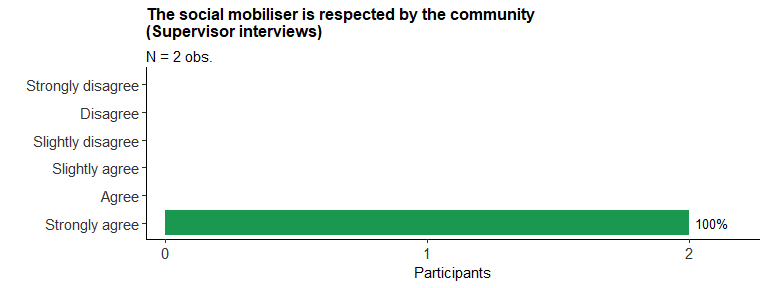 The social mobiliser is respected by the community
(Supervisor interviews)
N = 2 obs.
Strongly disagree
Disagree
Slightly disagree
Slightly agree
Agree
Strongly agree
100%
0 1 2
Participants